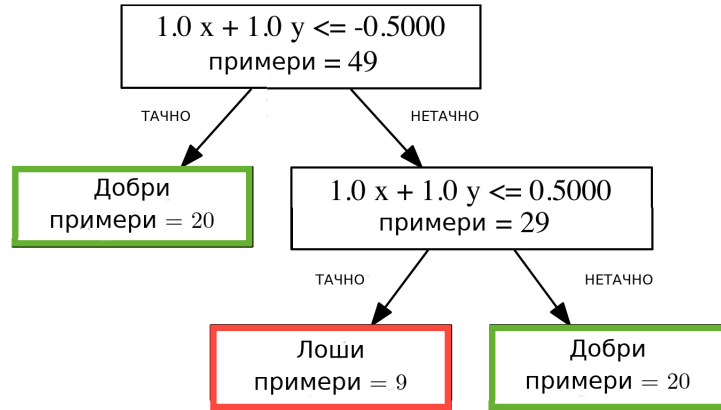 1.0 x + 1.0 y <= -0.5000
примери = 49
ТАЧНО
НЕТАЧНО
Добри
примери = 20
1.0 x + 1.0 y <= 0.5000
примери = 29
ТАЧНО
НЕТАЧНО
Лоши
примери = 9
Добри
примери = 20